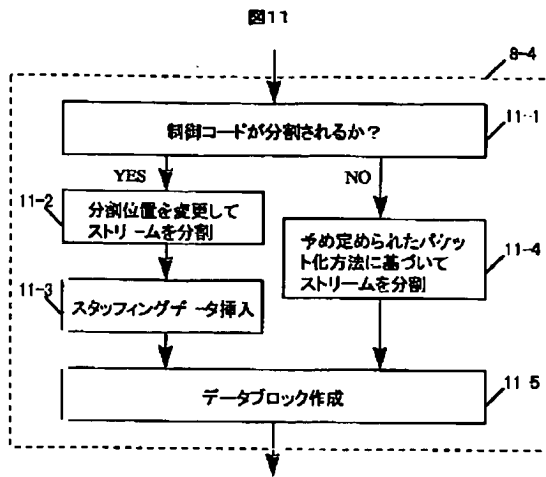 図11
8-4
制御コードが分割されるか?
11-1
YES
NO
11-2
分割位置を変更して
ストリームを分割
予め定められたパケッ
ト化方法に基づいて
ストリームを分割
11-4
11-3
スタッフィングデータ挿入
データブロック作成
11-5